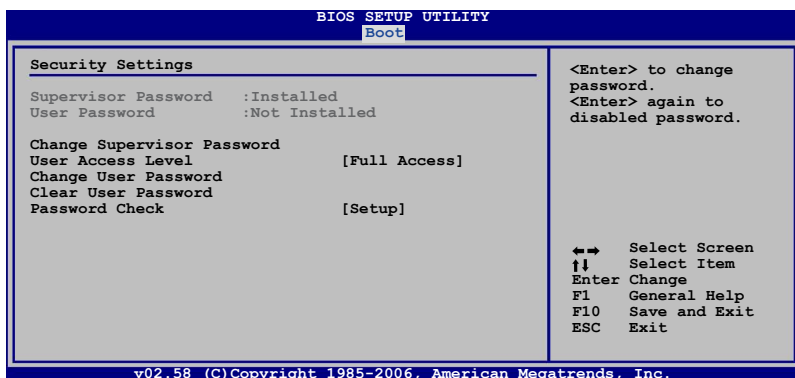 BIOS SETUP UTILITY
Boot
Security Settings
Supervisor Password :Installed
User Password :Not Installed
Change Supervisor Password
User Access Level [Full Access]
Change User Password
Clear User Password
Password Check [Setup]
<Enter> to change
password.
<Enter> again to
disabled password.
←→ Select Screen
↑↓ Select Item
Enter Change
F1 General Help
F10 Save and Exit
ESC Exit
v02.58 (C)Copyright 1985-2006, American Megatrends, Inc.